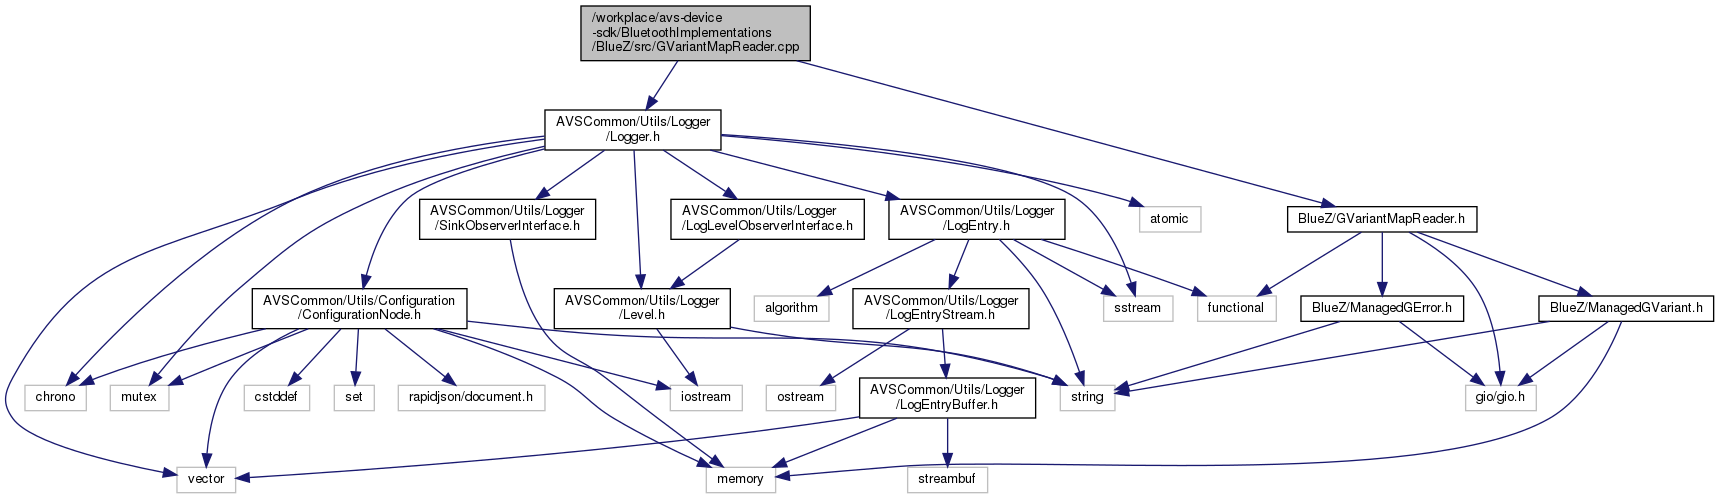 /workplace/avs-device
-sdk/BluetoothImplementations
/BlueZ/src/GVariantMapReader.cpp
AVSCommon/Utils/Logger
/Logger.h
AVSCommon/Utils/Logger
/SinkObserverInterface.h
AVSCommon/Utils/Logger
/LogLevelObserverInterface.h
AVSCommon/Utils/Logger
/LogEntry.h
atomic
BlueZ/GVariantMapReader.h
AVSCommon/Utils/Configuration
/ConfigurationNode.h
AVSCommon/Utils/Logger
/Level.h
algorithm
AVSCommon/Utils/Logger
/LogEntryStream.h
sstream
functional
BlueZ/ManagedGError.h
BlueZ/ManagedGVariant.h
chrono
mutex
cstddef
set
rapidjson/document.h
iostream
ostream
AVSCommon/Utils/Logger
/LogEntryBuffer.h
string
gio/gio.h
vector
memory
streambuf